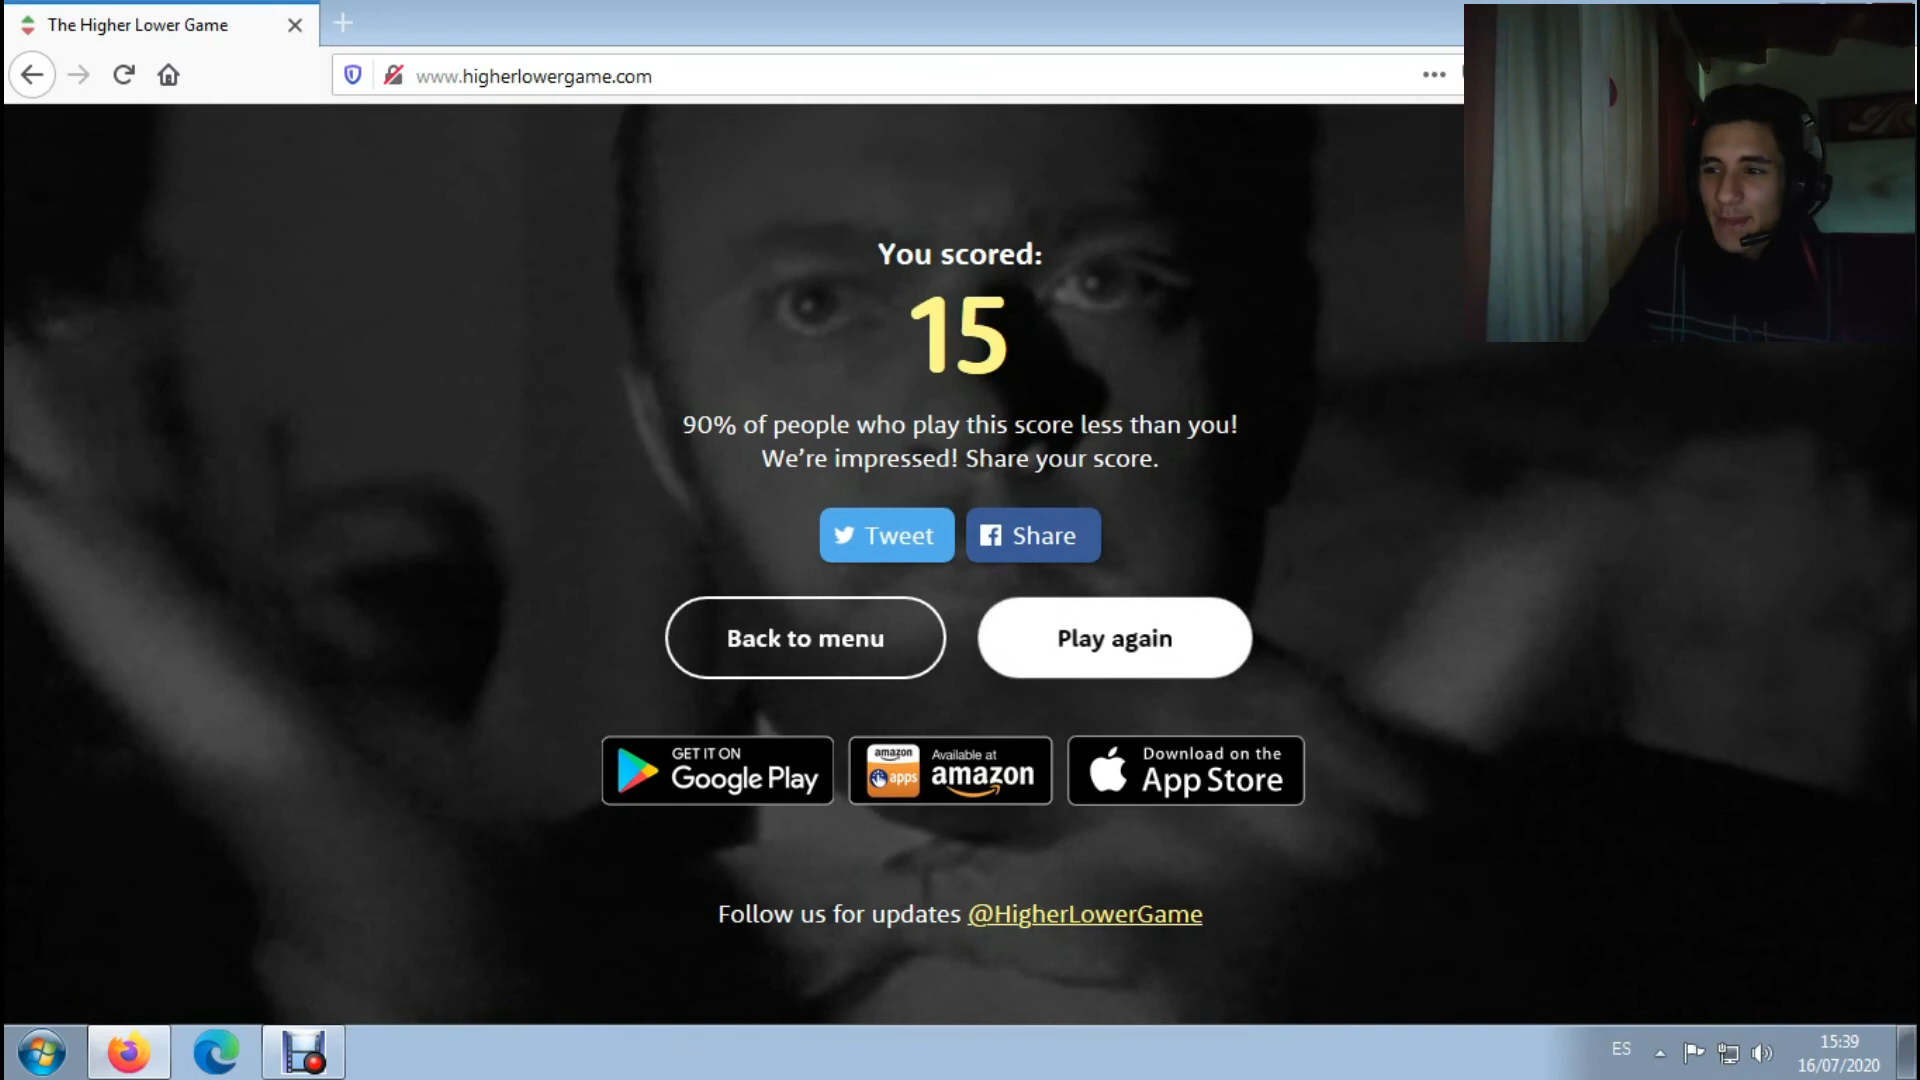 The Higher Lower Game
www.higherlowergame.com
You scored:
15
90% of people who play this score less than you!
We're impressed! Share your score.
Tweet
Share
Back to menu
Play again
GET IT ON
Google Play
amazon
apps
Available at
amazon
Download on the
App Store
Follow us for updates @HigherLowerGame
ES
15:39
16/07/2020